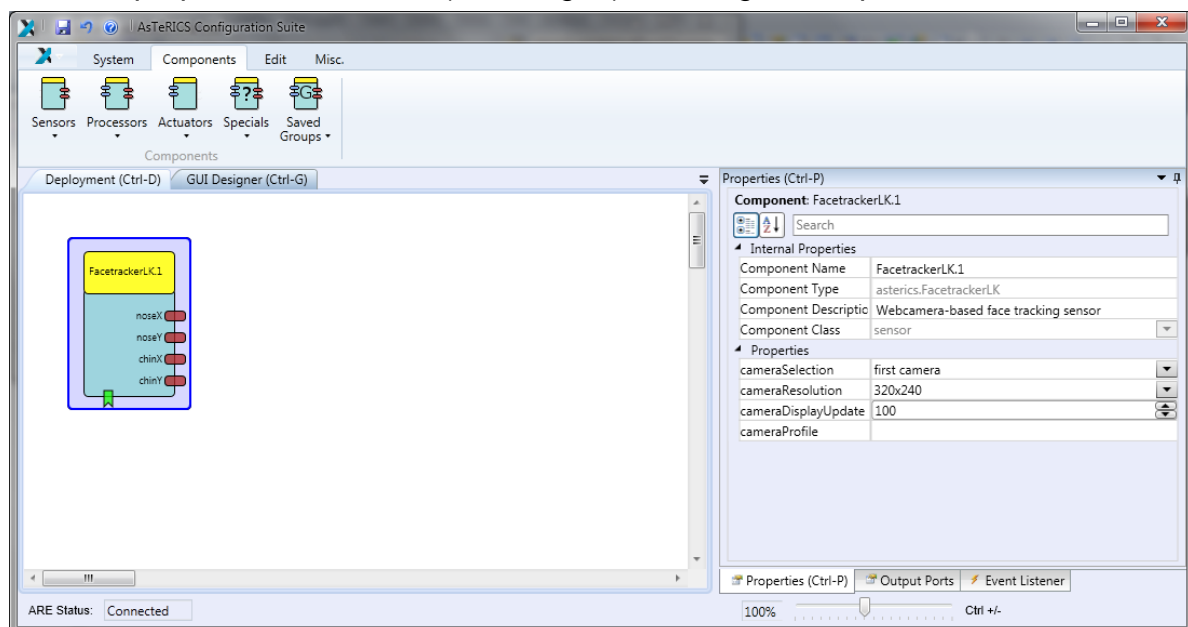 AsTeRICS Configuration Suite
System Components Edit Misc.
Sensors Processors Actuators Specials Saved Groups
Components
Deployment (Ctrl-D) GUI Designer (Ctrl-G)
FacetrackerLK.1
noseX
noseY
chinX
chinY
Properties (Ctrl-P)
Component: FacetrackerLK.1
Search
Internal Properties
Component Name FacetrackerLK.1
Component Type asterics.FacetrackerLK
Component Descriptic Webcamera-based face tracking sensor
Component Class sensor
Properties
cameraSelection first camera
cameraResolution 320x240
cameraDisplayUpdate 100
cameraProfile
Properties (Ctrl-P) Output Ports Event Listener
ARE Status: Connected
100% Ctrl +/-